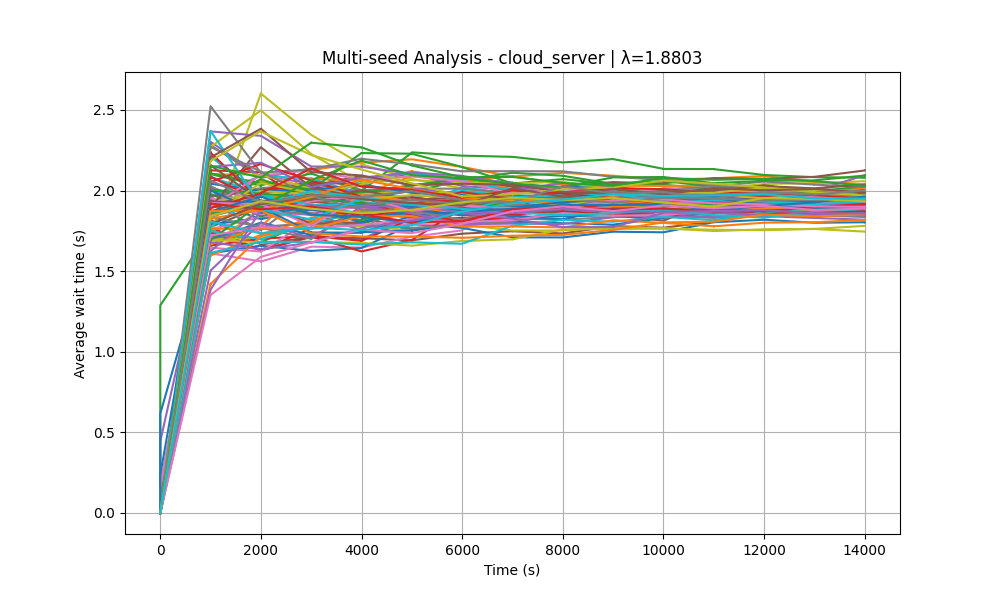 Multi-seed Analysis - cloud_server | λ=1.8803
2.5
2.0
1.5
1.0
0.5
0.0
Average wait time (s)
0 2000 4000 6000 8000 10000 12000 14000
Time (s)